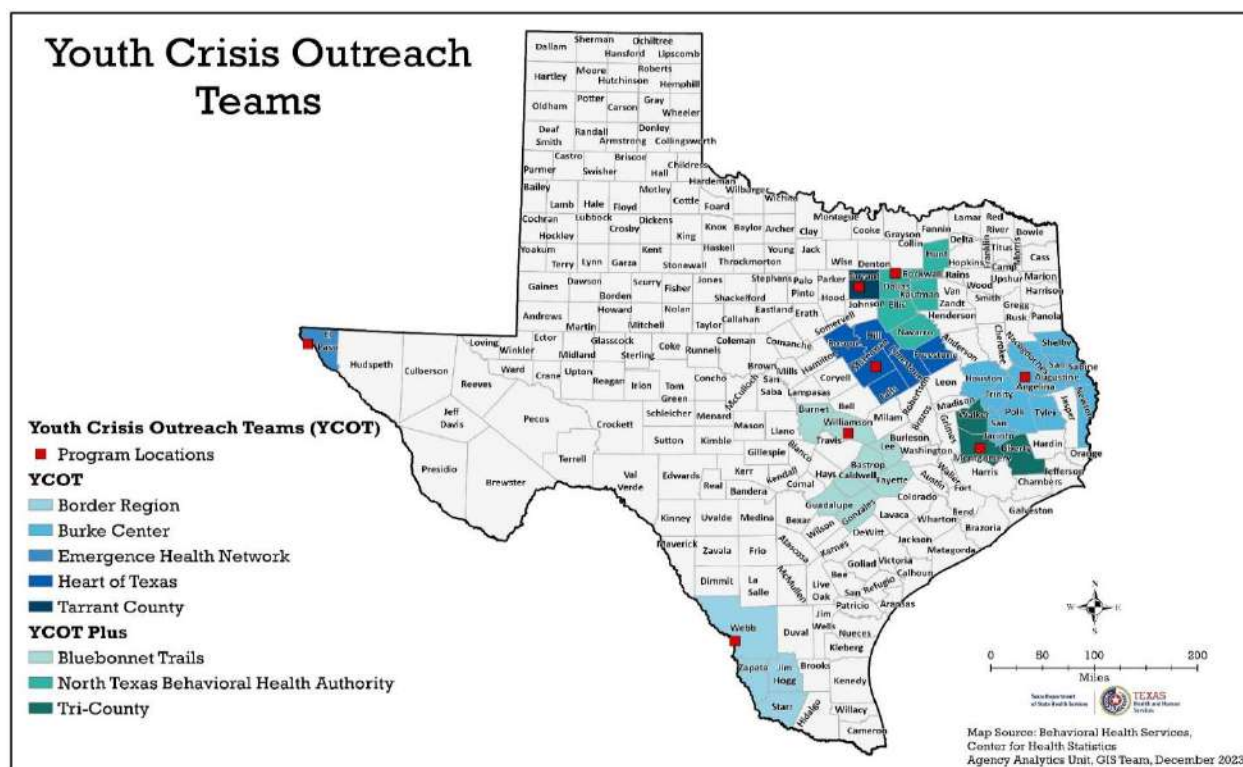 Youth Crisis Outreach
Teams
Dallam
Sherman
Hansford
Ochiltree
Lipscomb
Hartley
Moore
Hutchinson
Roberts
Hemphill
Oldham
Potter
Carson
Gray
Wheeler
Deaf
Smith
Randall
Armstrong
Donley
Collingsworth
Parmer
Castro
Swisher
Briscoe
Hall
Childress
Hardeman
Bailey
Lamb
Hale
Floyd
Motley
Cottle
Foard
Wilbarger
Wichita
Cochran
Hockley
Lubbock
Crosby
Dickens
King
Knox
Baylor
Archer
Clay
Montague
Cooke
Grayson
Fannin
Lamar
Red
River
Bowie
Yoakum
Terry
Lynn
Garza
Kent
Stonewall
Haskell
Throckmorton
Young
Jack
Wise
Denton
Collin
Hunt
Delta
Hopkins
Franklin
Titus
Morris
Camp
Cass
Gaines
Dawson
Borden
Scurry
Fisher
Jones
Shackelford
Stephens
Palo
Pinto
Parker
Tarrant
Dallas
Rockwall
Kaufman
Rains
Van
Zandt
Wood
Upshur
Marion
Harrison
Smith
Gregg
Rusk
Panola
Andrews
Martin
Howard
Mitchell
Nolen
Taylor
Callahan
Eastland
Erath
Hood
Somervell
Johnson
Ellis
Navarro
Henderson
Anderson
Cherokee
Nacogdoches
Shelby
El
Paso
Hudspeth
Culberson
Loving
Winkler
Ector
Midland
Glasscock
Sterling
Coke
Runnels
Coleman
Brown
Comanche
Hamilton
Bosque
Hill
McLennan
Limestone
Freestone
Leon
Houston
Angelina
San
Augustine
Sabine
Reeves
Ward
Crane
Upton
Reagan
Irion
Tom
Green
Concho
McCulloch
San
Saba
Mills
Lampasas
Coryell
Falls
Bell
Milam
Robertson
Brazos
Madison
Grimes
Walker
Trinity
Polk
Tyler
Jasper
Newton
Jeff
Davis
Pecos
Crockett
Schleicher
Menard
Mason
Llano
Burnet
Williamson
Travis
Lee
Burleson
Washington
San
Jacinto
Montgomery
Liberty
Hardin
Orange
Jefferson
Chambers
Presidio
Brewster
Terrell
Val
Verde
Sutton
Kimble
Gillespie
Blanco
Hays
Bastrop
Caldwell
Fayette
Austin
Waller
Harris
Fort
Bend
Edwards
Real
Kerr
Bandera
Kendall
Comal
Guadalupe
Gonzales
Colorado
Lavaca
Wharton
Brazoria
Galveston
Kinney
Uvalde
Medina
Bexar
Wilson
DeWitt
Jackson
Matagorda
Maverick
Zavala
Frio
Atascosa
Karnes
Goliad
Victoria
Calhoun
Dimmit
La
Salle
McMullen
Live
Oak
Bee
San
Patricio
Refugio
Aransas
Webb
Duval
Jim
Wells
Nueces
Kleberg
Zapata
Jim
Hogg
Brooks
Kenedy
Starr
Hidalgo
Willacy
Cameron
Youth Crisis Outreach Teams (YCOT)
Program Locations
YCOT
Border Region
Burke Center
Emergence Health Network
Heart of Texas
Tarrant County
YCOT Plus
Bluebonnet Trails
North Texas Behavioral Health Authority
Tri-County
N
W
E
S
0 50 100 200
Miles
Texas Department
of State Health Services
TEXAS
Health and Human
Services
Map Source: Behavioral Health Services,
Center for Health Statistics
Agency Analytics Unit, GIS Team, December 2023